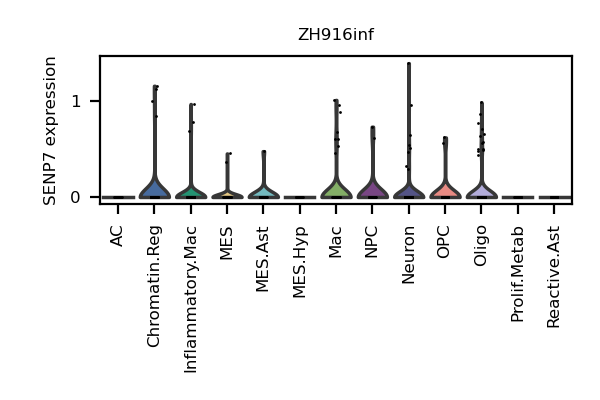 ZH916inf
SENP7 expression
1
0
AC
Chromatin.Reg
Inflammatory.Mac
MES
MES.Ast
MES.Hyp
Mac
NPC
Neuron
OPC
Oligo
Prolif.Metab
Reactive.Ast